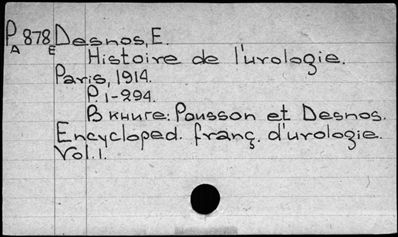 P 878 Desnos, E.
A E
Histoire de l'urologie.
Paris, 1914.
P. 1-294.
В книге: Pousson et Desnos.
Encycloped. franç. d'urologie.
Vol. 1.